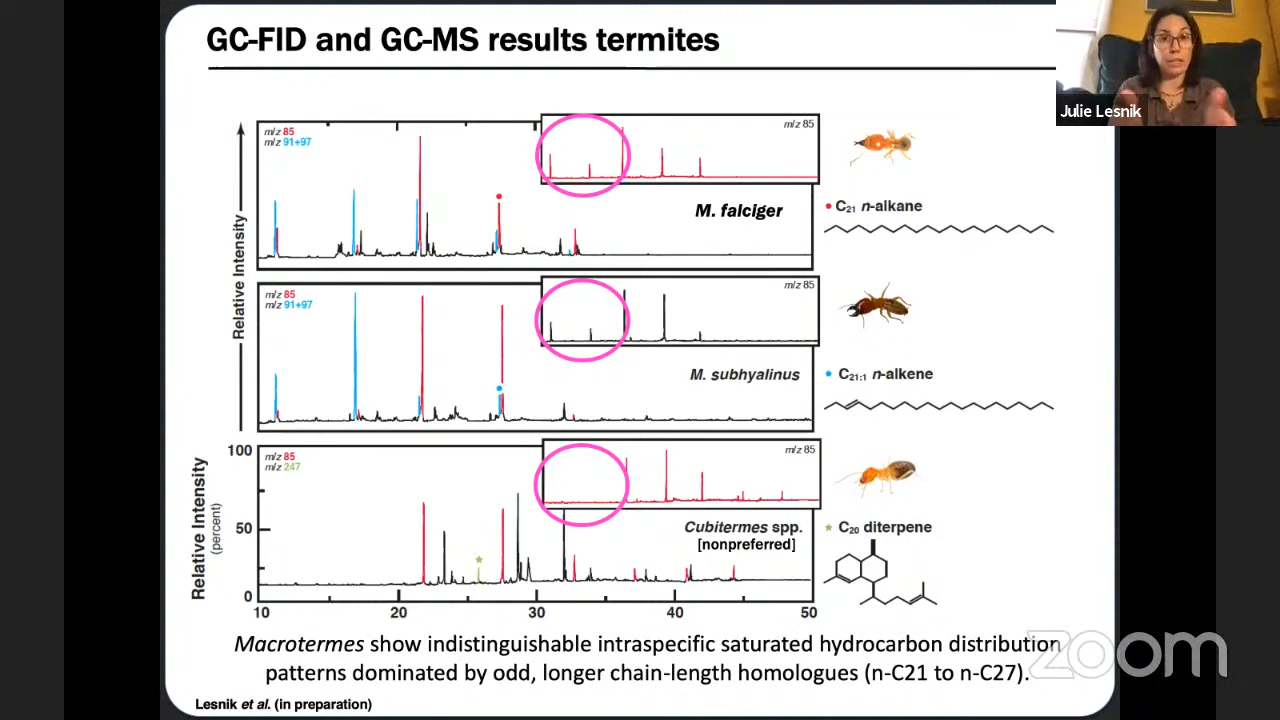 GC-FID and GC-MS results termites
Julie Lesnik
m/z 85
m/z 91+97
m/z 85
M. falciger
C21 n-alkane
Relative Intensity
m/z 85
m/z 91+97
m/z 85
M. subhyalinus
C21:1 n-alkene
100
50
0
Relative Intensity
(percent)
m/z 85
m/z 247
m/z 85
Cubitermes spp.
[nonpreferred]
C20 diterpene
10 20 30 40 50
Macrotermes show indistinguishable intraspecific saturated hydrocarbon distribution
patterns dominated by odd, longer chain-length homologues (n-C21 to n-C27).
zoom
Lesnik et al. (in preparation)